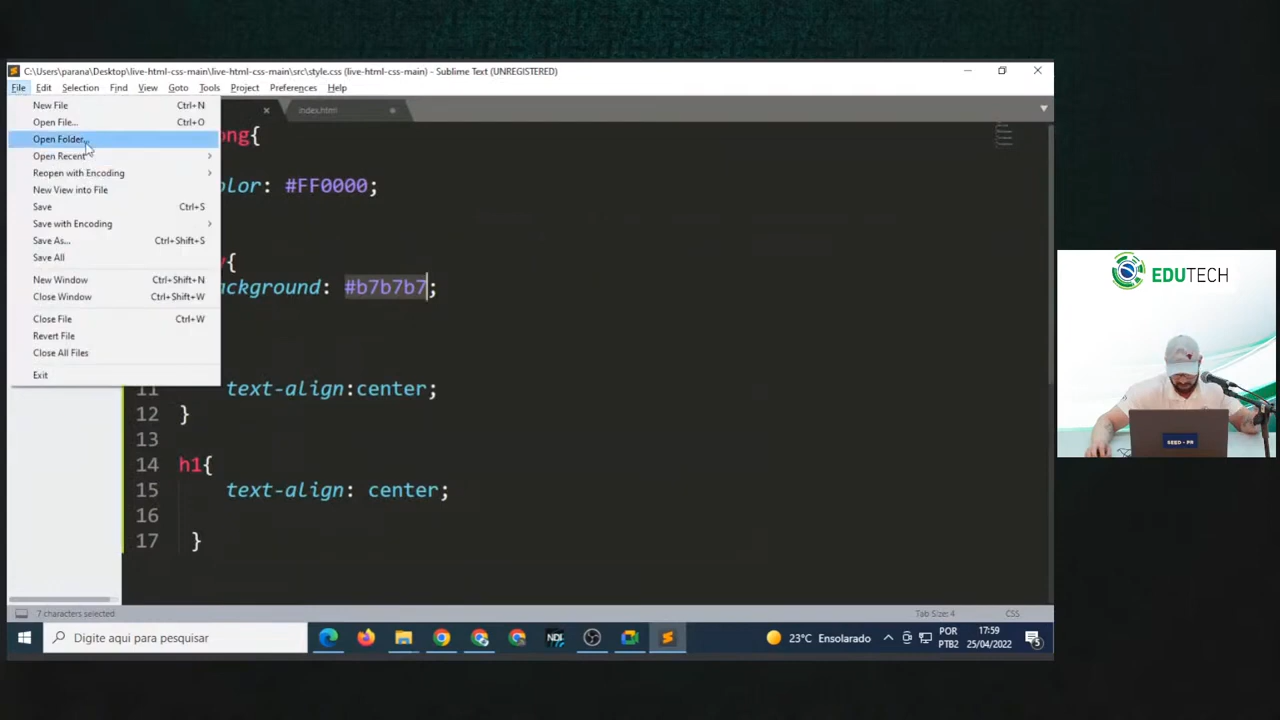 C:\Users\parana\Desktop\live-html-css-main\live-html-css-main\src\style.css (live-html-css-main) - Sublime Text (UNREGISTERED)
File Edit Selection Find View Goto Tools Project Preferences Help
New File Ctrl+N
Open File... Ctrl+O
Open Folder...
Open Recent
Reopen with Encoding
New View into File
Save Ctrl+S
Save with Encoding
Save As... Ctrl+Shift+S
Save All
New Window Ctrl+Shift+N
Close Window Ctrl+Shift+W
Close File Ctrl+W
Revert File
Close All Files
Exit
index.html
ong{
olor: #FF0000;
{
ackground: #b7b7b7;
11 text-align:center;
12 }
13
14 h1{
15 text-align: center;
16
17 }
7 characters selected Tab Size: 4 CSS
EDUTECH
SEED - PR
Digite aqui para pesquisar
NDI
23°C Ensolarado
POR
PTB2
17:59
25/04/2022
5